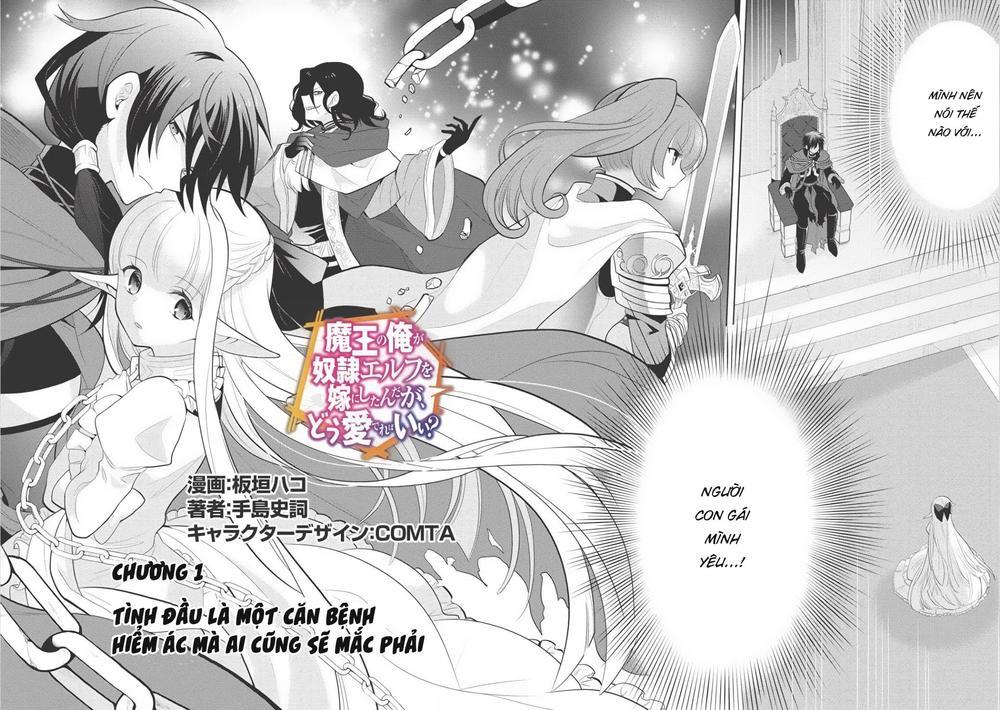 MÌNH NÊN
NÓI THẾ
NÀO VỚI...
NGƯỜI
CON GÁI
MÌNH
YÊU...!
魔王の俺が
奴隷エルフを
嫁にしたんだが、
どう愛でればいい?
漫画:板垣ハコ
著者:手島史詞
キャラクターデザイン:COMTA
CHƯƠNG 1
TÌNH ĐẦU LÀ MỘT CĂN BỆNH
HIỂM ÁC MÀ AI CŨNG SẼ MẮC PHẢI